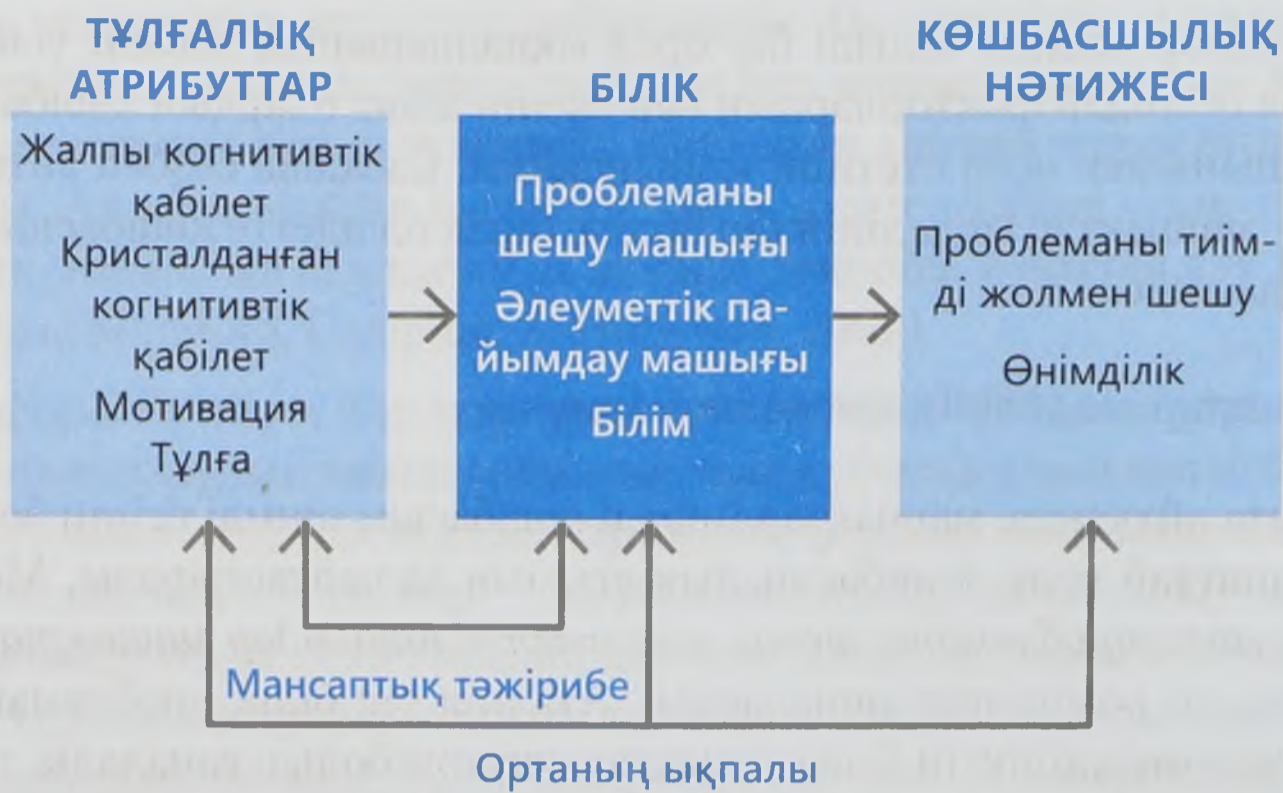 ТҰЛҒАЛЫҚ
АТРИБУТТАР
Жалпы когнитивтік
қабілет
Кристалданған
когнитивтік
қабілет
Мотивация
Тұлға
БІЛІК
Проблеманы
шешу машығы
Әлеуметтік па-
йымдау машығы
Білім
КӨШБАСШЫЛЫҚ
НӘТИЖЕСІ
Проблеманы тиім-
ді жолмен шешу
Өнімділік
Мансаптық тәжірибе
Ортаның ықпалы